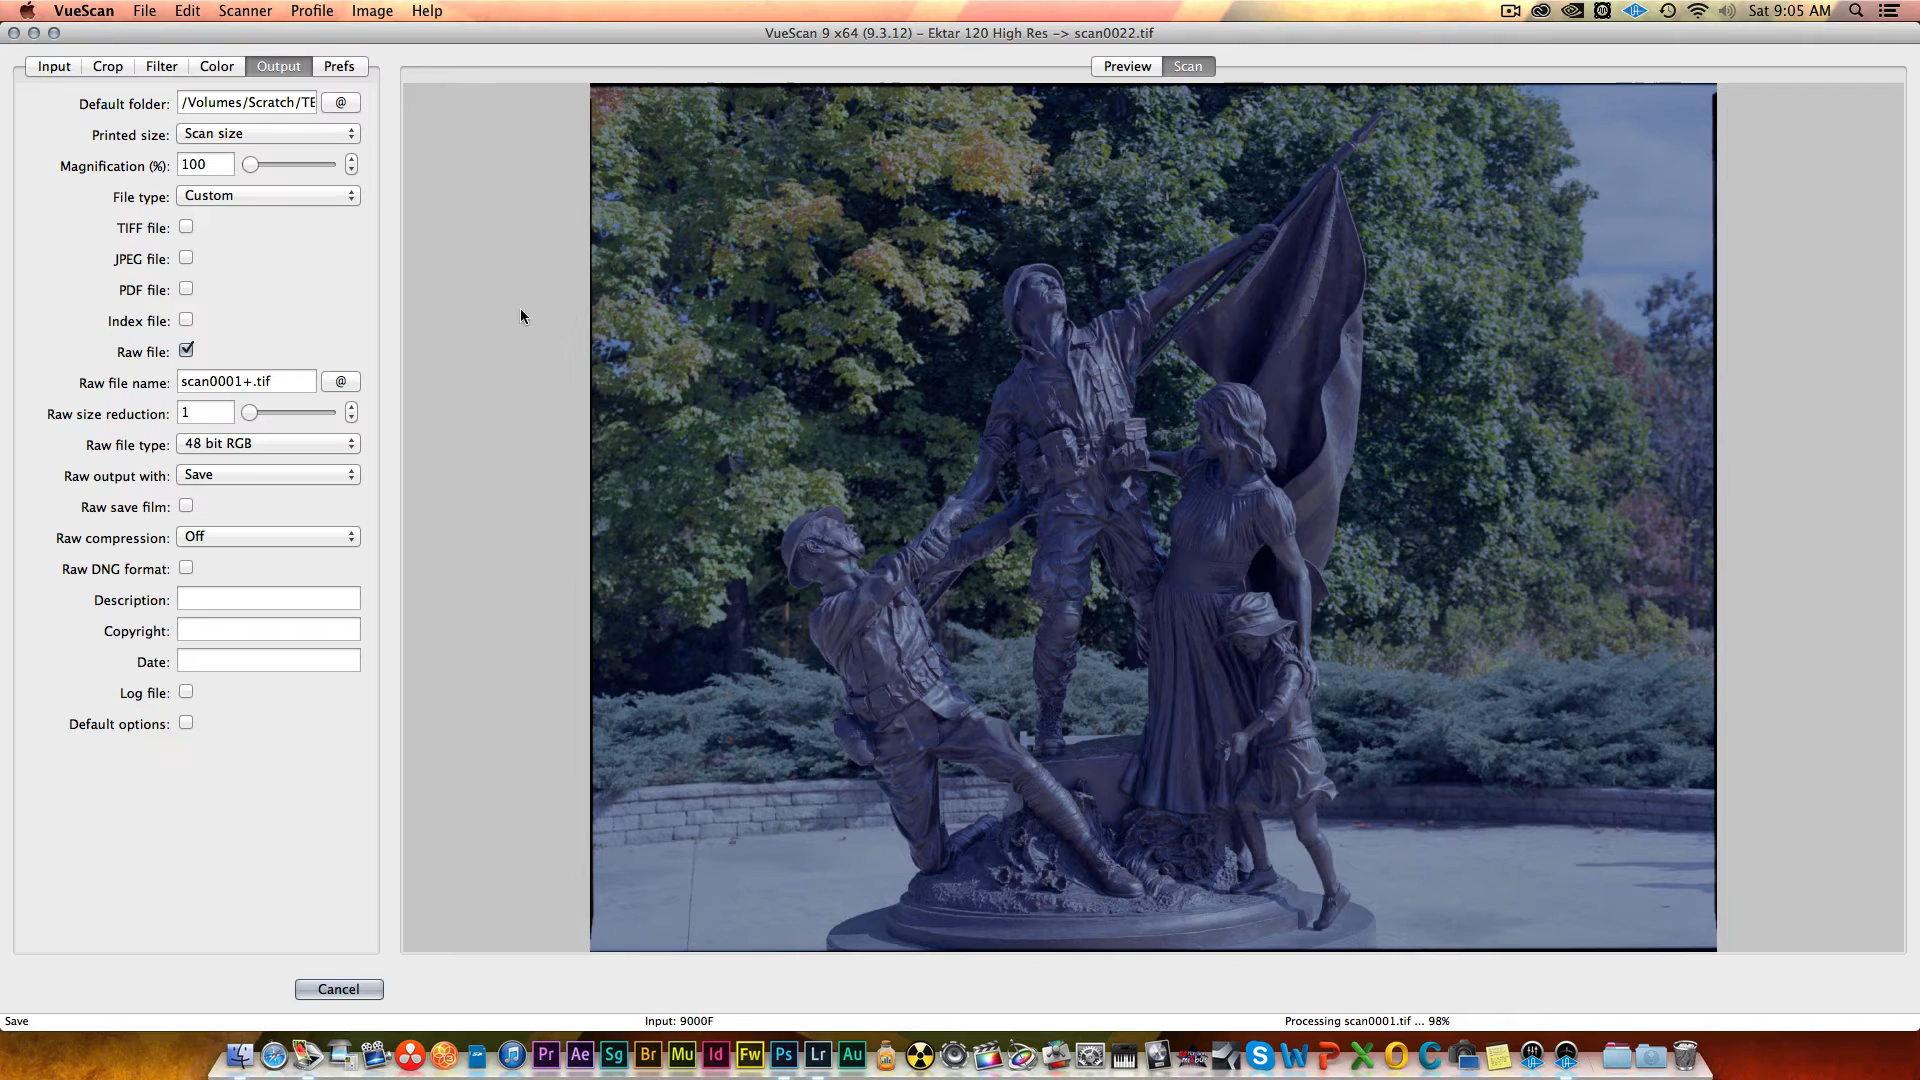 VueScan File Edit Scanner Profile Image Help Sat 9:05 AM
VueScan 9 x64 (9.3.12) – Ektar 120 High Res -> scan0022.tif
Input Crop Filter Color Output Prefs
Preview Scan
Default folder: /Volumes/Scratch/TE @
Printed size: Scan size
Magnification (%): 100
File type: Custom
TIFF file:
JPEG file:
PDF file:
Index file:
Raw file:
Raw file name: scan0001+.tif @
Raw size reduction: 1
Raw file type: 48 bit RGB
Raw output with: Save
Raw save film:
Raw compression: Off
Raw DNG format:
Description:
Copyright:
Date:
Log file:
Default options:
Cancel
Save Input: 9000F Processing scan0001.tif ... 98%
Pr Ae Sg Br Mu Id Fw Ps Lr Au